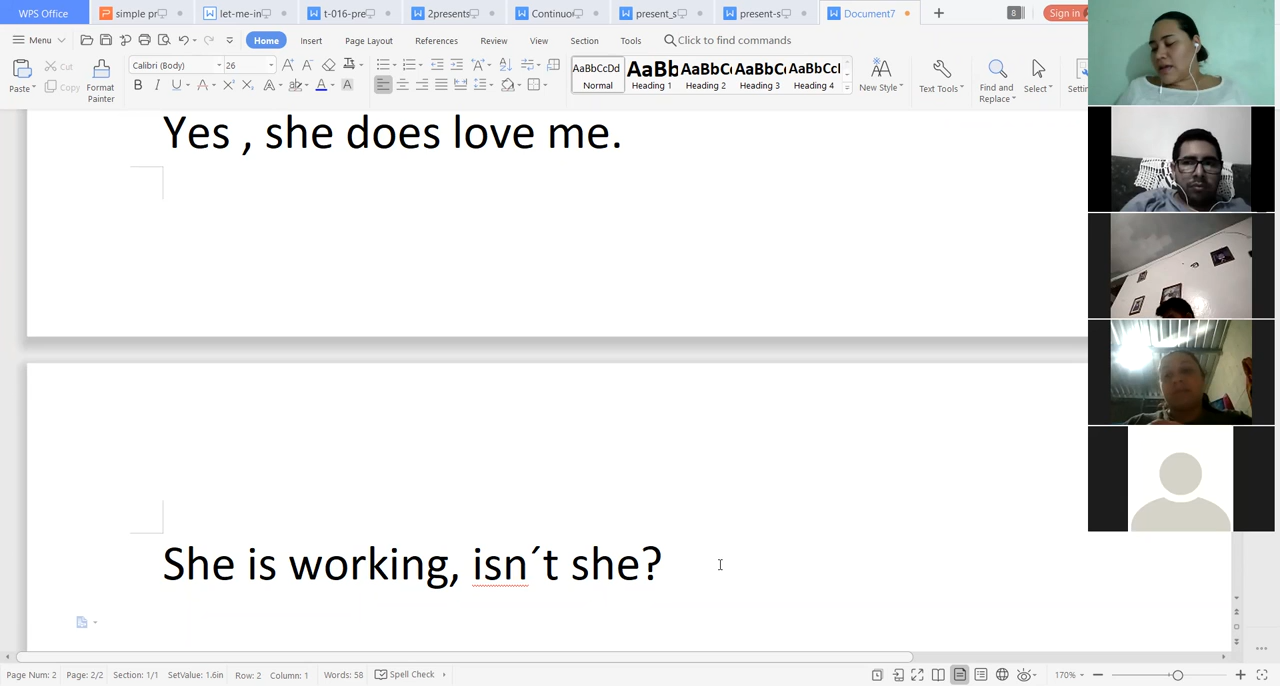 WPS Office simple pr let-me-in t-016-pre 2presents Continuo present_s present-s Document7 8 Sign in
Menu Home Insert Page Layout References Review View Section Tools Click to find commands
Paste Cut Copy Format Painter Calibri (Body) 26 AaBbCcDd Normal AaBb Heading 1 AaBbC Heading 2 AaBbC Heading 3 AaBbCcI Heading 4 New Style Text Tools Find and Replace Select
Yes , she does love me.
She is working, isn´t she?
Page Num: 2 Page: 2/2 Section: 1/1 SetValue: 1.6in Row: 2 Column: 1 Words: 58 Spell Check 170%